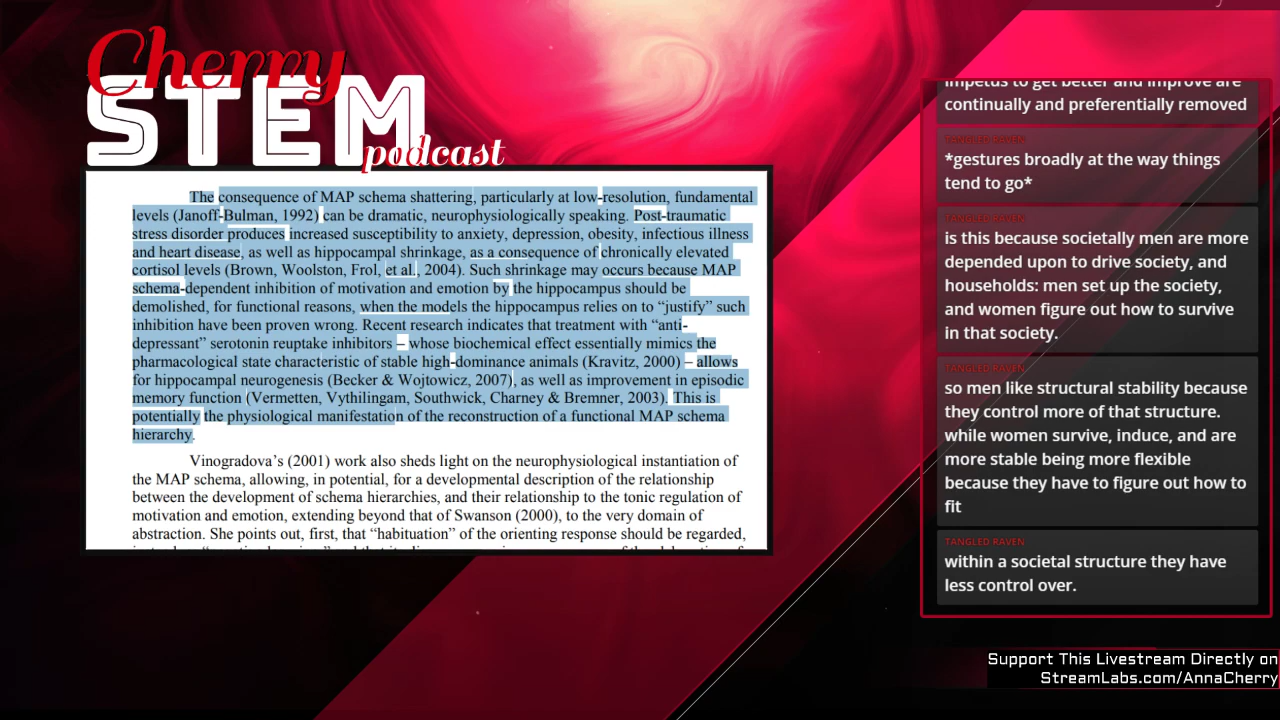 Cherry
STEM
podcast
The consequence of MAP schema shattering, particularly at low-resolution, fundamental
levels (Janoff-Bulman, 1992) can be dramatic, neurophysiologically speaking. Post-traumatic
stress disorder produces increased susceptibility to anxiety, depression, obesity, infectious illness
and heart disease, as well as hippocampal shrinkage, as a consequence of chronically elevated
cortisol levels (Brown, Woolston, Frol, et al., 2004). Such shrinkage may occurs because MAP
schema-dependent inhibition of motivation and emotion by the hippocampus should be
demolished, for functional reasons, when the models the hippocampus relies on to “justify” such
inhibition have been proven wrong. Recent research indicates that treatment with “anti-
depressant” serotonin reuptake inhibitors – whose biochemical effect essentially mimics the
pharmacological state characteristic of stable high-dominance animals (Kravitz, 2000) – allows
for hippocampal neurogenesis (Becker & Wojtowicz, 2007), as well as improvement in episodic
memory function (Vermetten, Vythilingam, Southwick, Charney & Bremner, 2003). This is
potentially the physiological manifestation of the reconstruction of a functional MAP schema
hierarchy.
Vinogradova’s (2001) work also sheds light on the neurophysiological instantiation of
the MAP schema, allowing, in potential, for a developmental description of the relationship
between the development of schema hierarchies, and their relationship to the tonic regulation of
motivation and emotion, extending beyond that of Swanson (2000), to the very domain of
abstraction. She points out, first, that “habituation” of the orienting response should be regarded,
impetus to get better and improve are
continually and preferentially removed
TANGLED RAVEN
*gestures broadly at the way things
tend to go*
TANGLED RAVEN
is this because societally men are more
depended upon to drive society, and
households: men set up the society,
and women figure out how to survive
in that society.
TANGLED RAVEN
so men like structural stability because
they control more of that structure.
while women survive, induce, and are
more stable being more flexible
because they have to figure out how to
fit
TANGLED RAVEN
within a societal structure they have
less control over.
Support This Livestream Directly on
StreamLabs.com/AnnaCherry